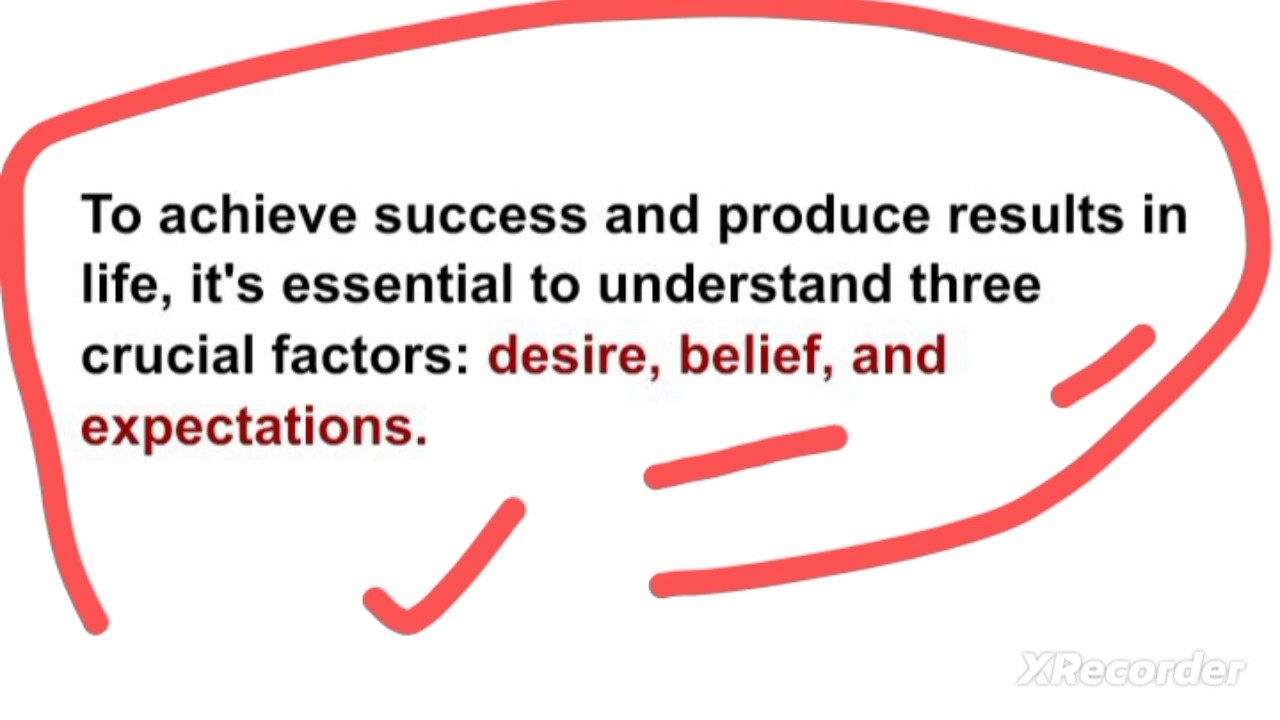 To achieve success and produce results in
life, it's essential to understand three
crucial factors: desire, belief, and
expectations.
XRecorder